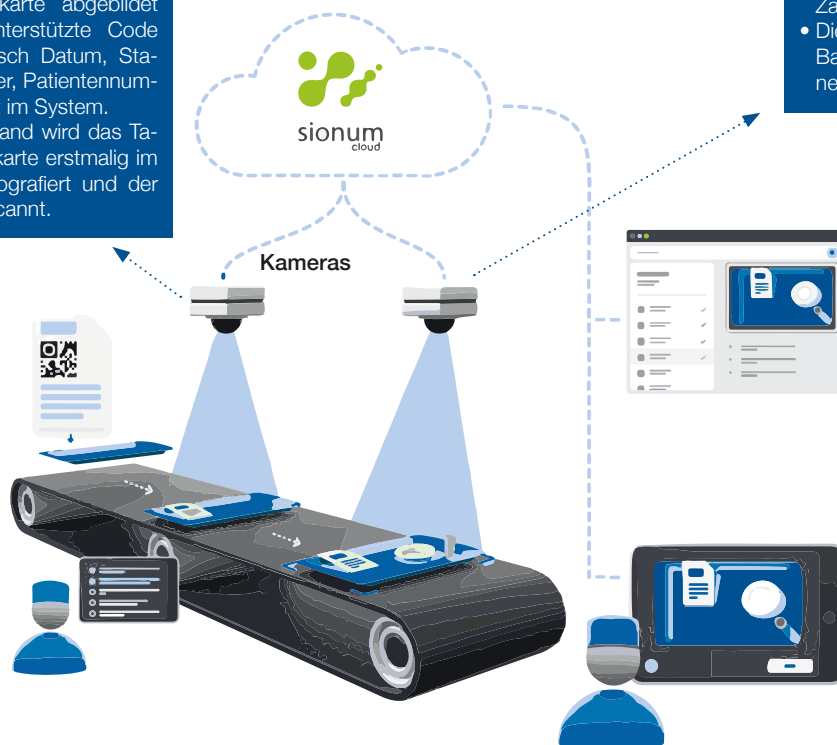 karte abgebildet
nterstützte Code
sch Datum, Sta-
er, Patientennum-
t im System.
and wird das Ta-
karte erstmalig im
ografiert und der
cannt.
Za
• Die
Ba
ne
sionum
cloud
Kameras